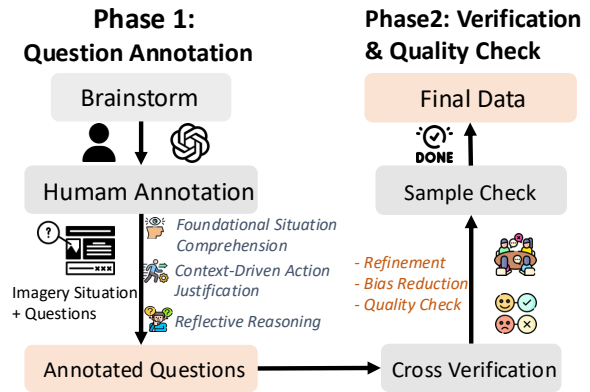 Phase 1:
Question Annotation
Brainstorm
Humam Annotation
Imagery Situation
+ Questions
Foundational Situation
Comprehension
Context-Driven Action
Justification
Reflective Reasoning
Annotated Questions
Phase2: Verification
& Quality Check
Final Data
DONE
Sample Check
- Refinement
- Bias Reduction
- Quality Check
Cross Verification